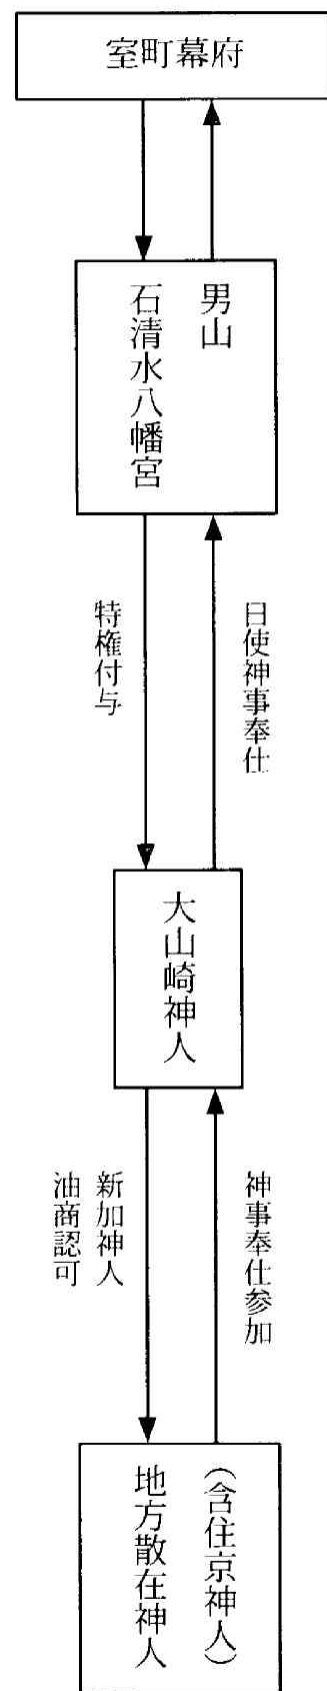 室町幕府
男山
石清水八幡宮
日使神事奉仕
特権付与
大山崎神人
神事奉仕参加
新加神人
油商認可
（含住京神人）
地方散在神人